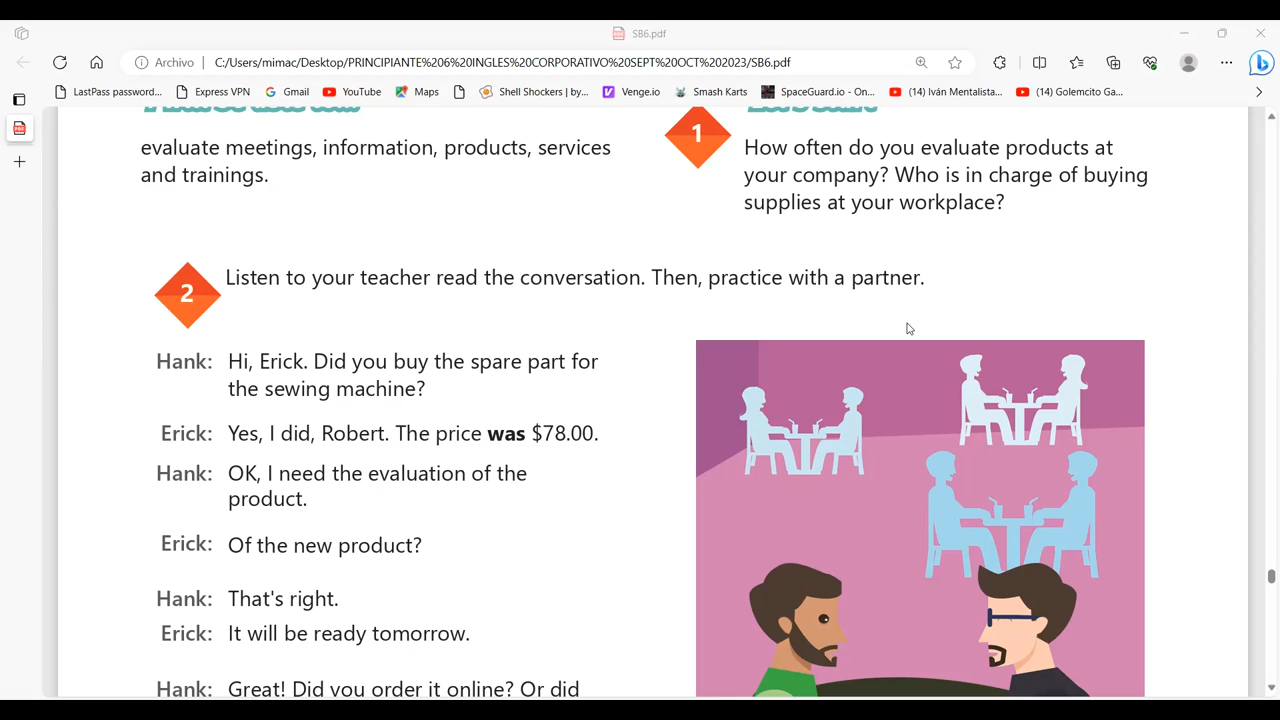 SB6.pdf
Archivo
C:/Users/mimac/Desktop/PRINCIPIANTE%206%20INGLES%20CORPORATIVO%20SEPT%20OCT%202023/SB6.pdf
LastPass password...
Express VPN
Gmail
YouTube
Maps
Shell Shockers | by...
Venge.io
Smash Karts
SpaceGuard.io - On...
(14) Iván Mentalista...
(14) Golemcito Ga...
evaluate meetings, information, products, services
and trainings.
1
How often do you evaluate products at
your company? Who is in charge of buying
supplies at your workplace?
2
Listen to your teacher read the conversation. Then, practice with a partner.
Hank: Hi, Erick. Did you buy the spare part for
the sewing machine?
Erick: Yes, I did, Robert. The price was $78.00.
Hank: OK, I need the evaluation of the
product.
Erick: Of the new product?
Hank: That's right.
Erick: It will be ready tomorrow.
Hank: Great! Did you order it online? Or did